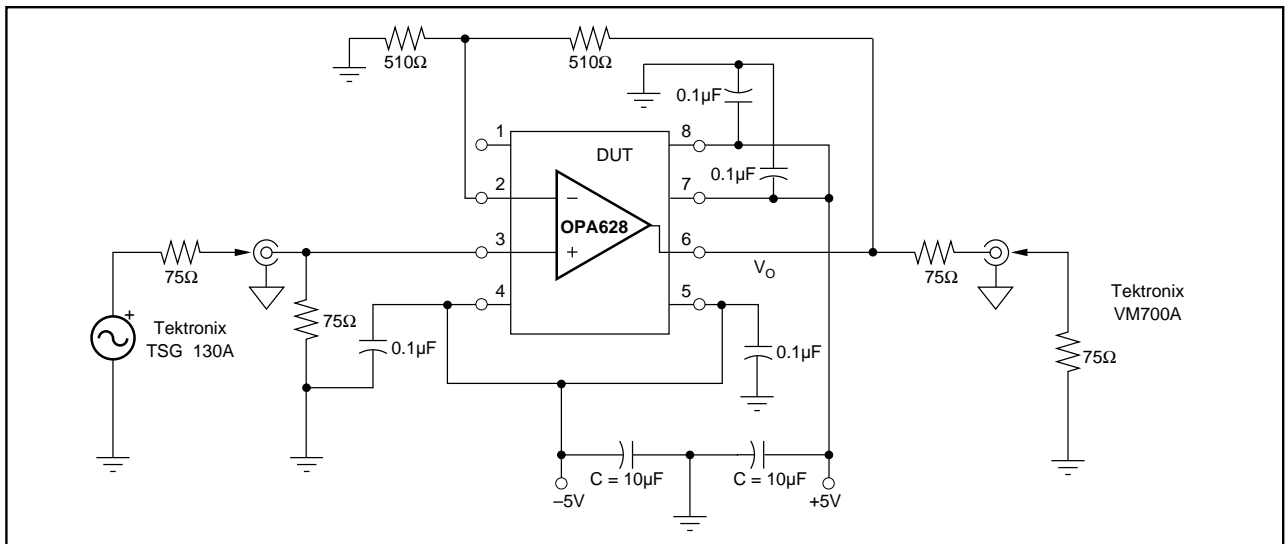 510Ω
510Ω
0.1µF
1
8
DUT
0.1µF
2
7
–
OPA628
3
+
6
75Ω
V_O
75Ω
4
5
+
Tektronix
TSG 130A
75Ω
0.1µF
0.1µF
Tektronix
VM700A
75Ω
C = 10µF
C = 10µF
–5V
+5V